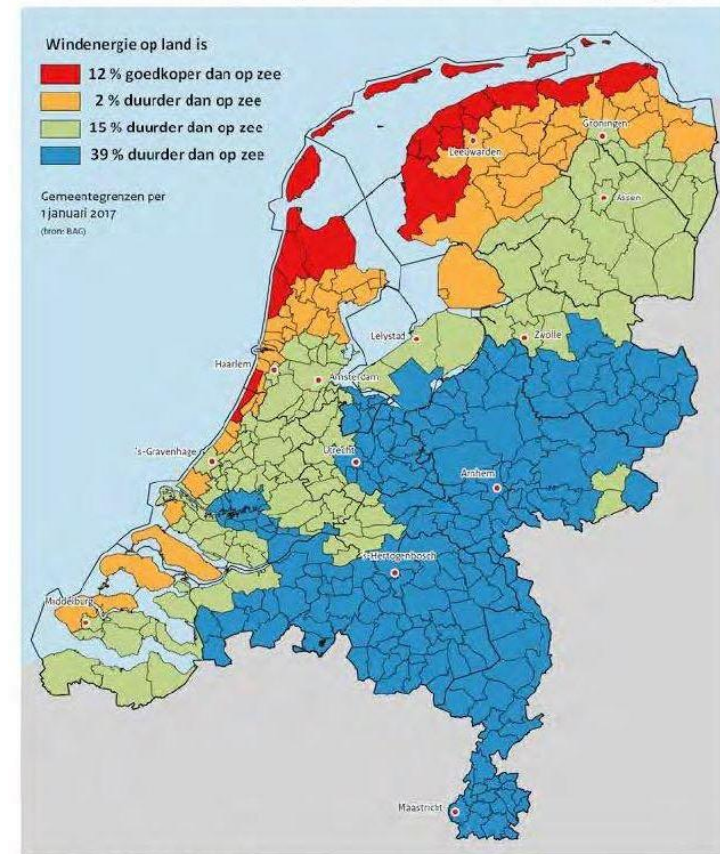 Windenergie op land is
12 % goedkoper dan op zee
2 % duurder dan op zee
15 % duurder dan op zee
39 % duurder dan op zee
Gemeentegrenzen per
1 januari 2017
(bron: BAG)
Groningen
Leeuwarden
Assen
Lelystad
Zwolle
Haarlem
Amsterdam
's-Gravenhage
Utrecht
Arnhem
's-Hertogenbosch
Middelburg
Maastricht